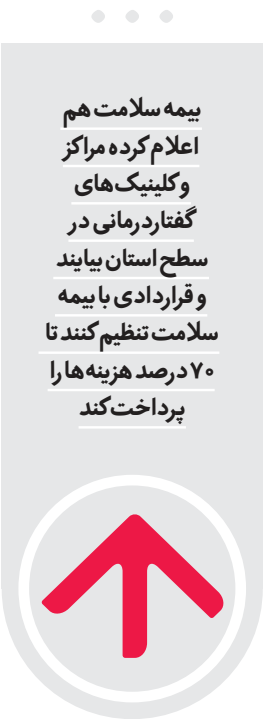 بیمه سلامت هم
اعلام کرده مراکز
و کلینیک‌های
گفتاردرمانی در
سطح استان بیایند
و قراردادی با بیمه
سلامت تنظیم کنند تا
۷۰ درصد هزینه‌ها را
پرداخت کند